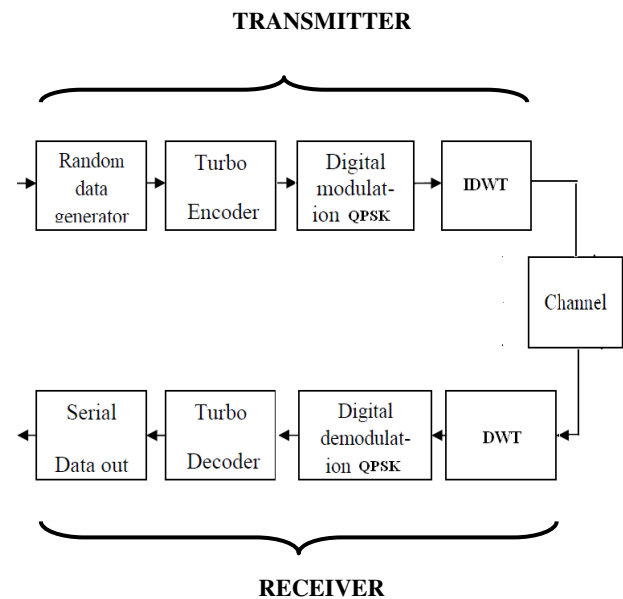 TRANSMITTER
Random
data
generator
Turbo
Encoder
Digital
modulat-
ion QPSK
IDWT
Channel
Serial
Data out
Turbo
Decoder
Digital
demodulat-
ion QPSK
DWT
RECEIVER